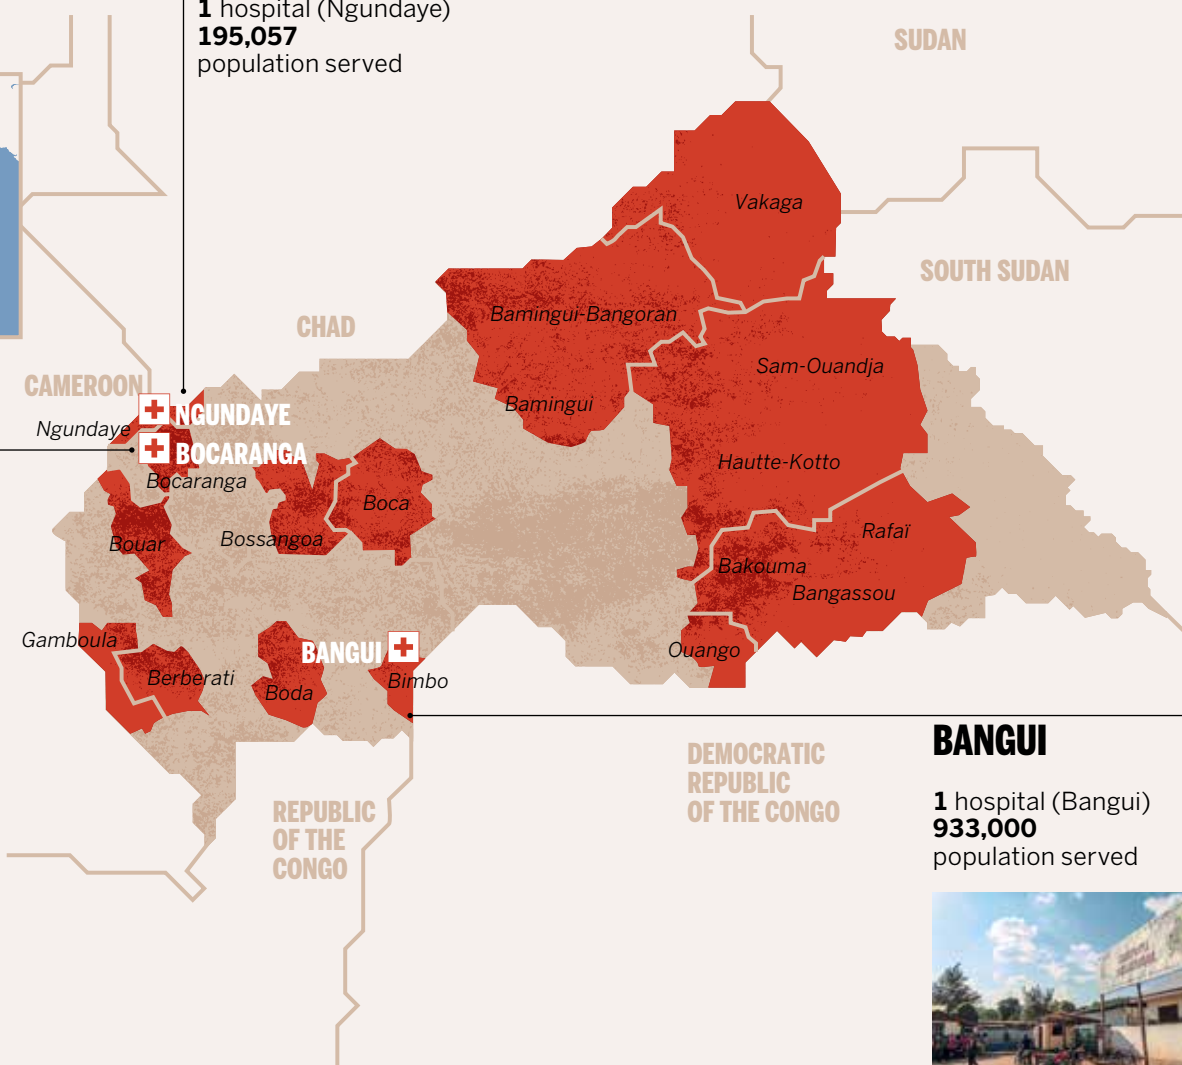 1 hospital (Ngundaye)
195,057
population served
SUDAN
Vakaga
SOUTH SUDAN
Bamingui-Bangoran
CHAD
Sam-Ouandja
CAMEROON
Bamingui
NGUNDAYE
Ngundaye
BOCARANGA
Hautte-Kotto
Bocaranga
Boca
Rafaï
Bossangoa
Bouar
Bakouma
Bangassou
Gamboula
BANGUI
Ouango
Berberati
Bimbo
Boda
BANGUI
DEMOCRATIC
REPUBLIC
OF THE CONGO
1 hospital (Bangui)
933,000
population served
REPUBLIC
OF THE
CONGO